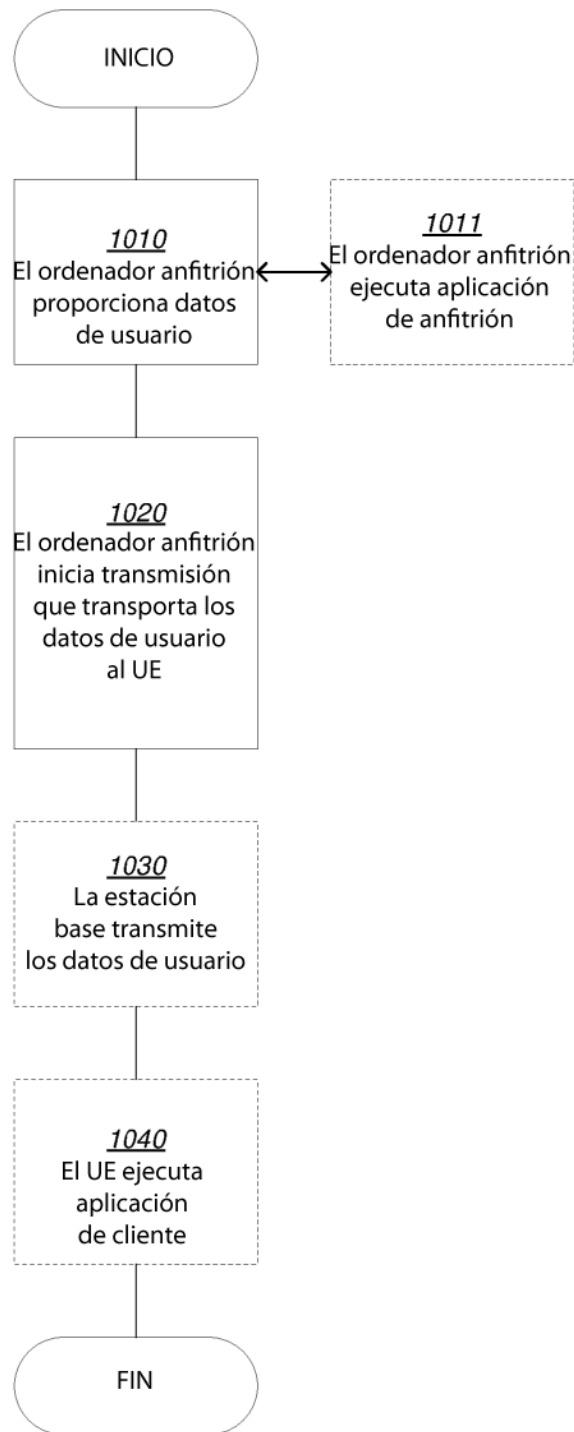 INICIO
1010
El ordenador anfitrión
proporciona datos
de usuario
1011
El ordenador anfitrión
ejecuta aplicación
de anfitrión
1020
El ordenador anfitrión
inicia transmisión
que transporta los
datos de usuario
al UE
1030
La estación
base transmite
los datos de usuario
1040
El UE ejecuta
aplicación
de cliente
FIN